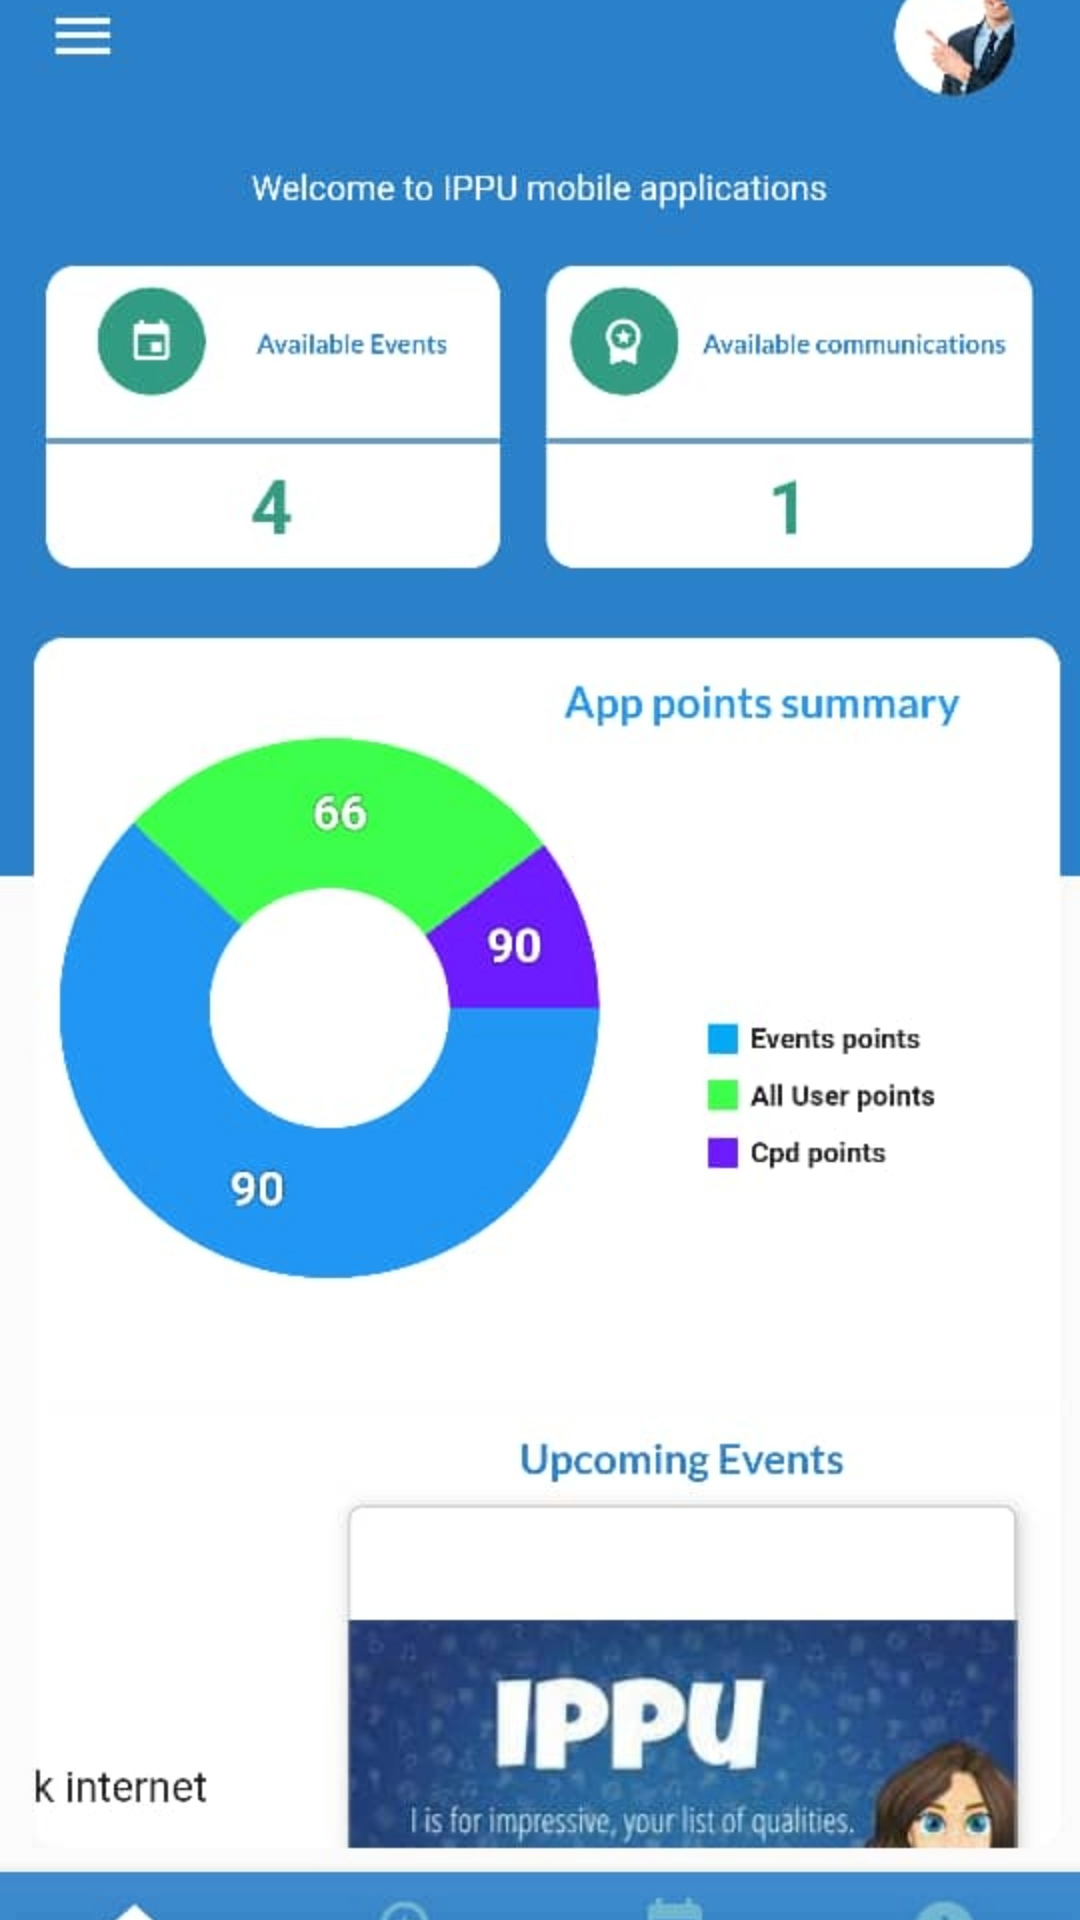 Welcome to IPPU mobile applications
Available Events
Available communications
4
1
App points summary
66
90
90
Events points
All User points
Cpd points
Upcoming Events
IPPU
I is for impressive, your list of qualities.
k internet